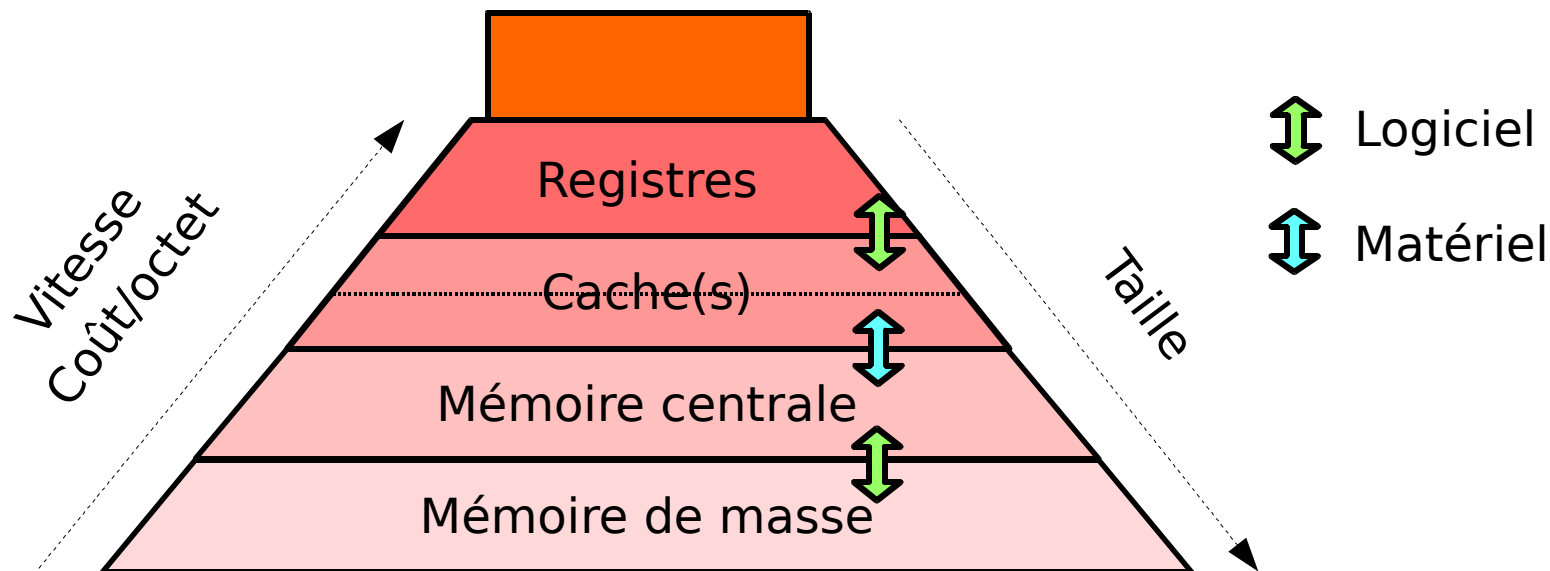 Registres
Cache(s)
Mémoire centrale
Mémoire de masse
Vitesse
Coût/octet
Taille
Logiciel
Matériel